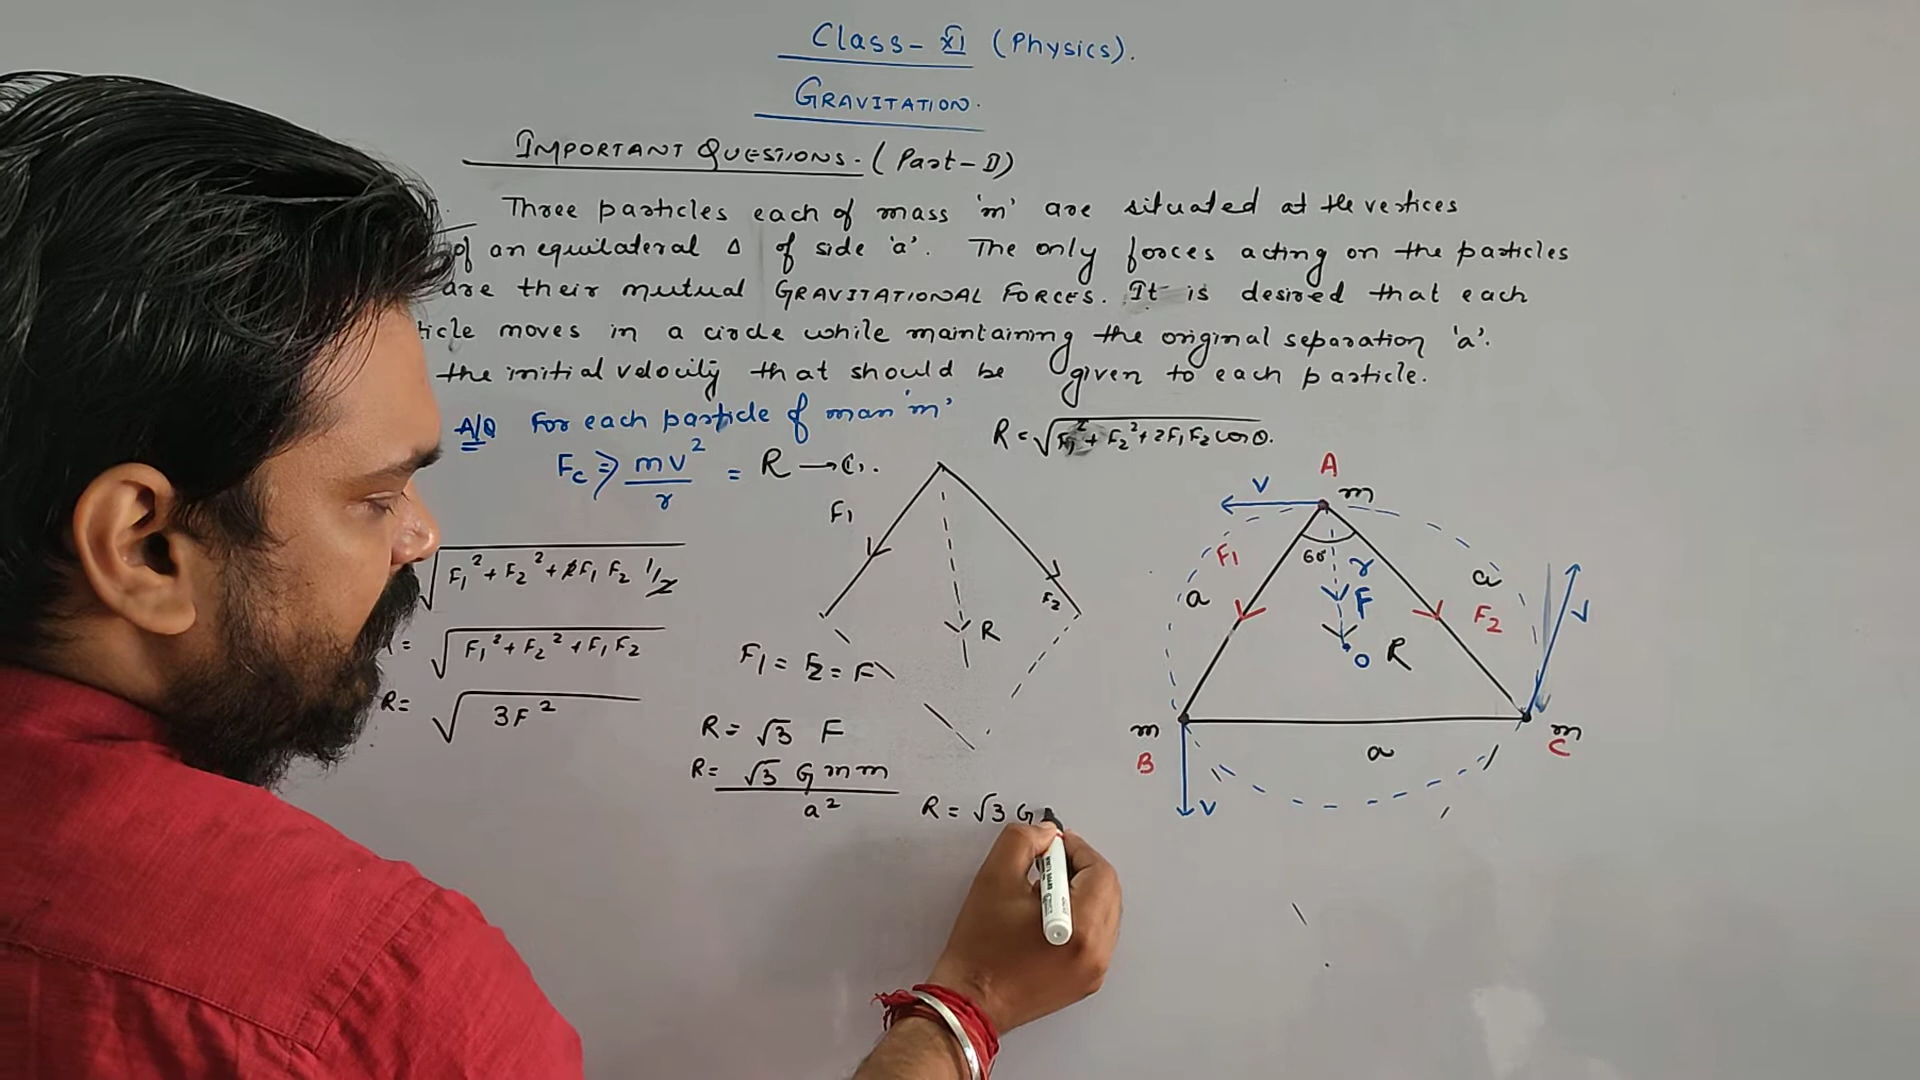 Class-XI (Physics).
GRAVITATION.
IMPORTANT QUESTIONS. (Part-II)
Three particles each of mass 'm' are situated at the vertices
of an equilateral Δ of side 'a'. The only forces acting on the particles
are their mutual GRAVITATIONAL FORCES. It is desired that each
ticle moves in a circle while maintaining the original separation 'a'.
the initial velocity that should be given to each particle.
A/Q For each particle of man 'm'
Fc => mv²/r = R → (1).
R = √F₁² + F₂² + 2F₁F₂ cos θ.
√F₁² + F₂² + 2F₁F₂ 1/2
= √F₁² + F₂² + F₁F₂
R = √3F²
F₁
F₂
R
F₁ = F₂ = F
R = √3 F
R = √3 G m m / a²
R = √3 G
A
m
V
F₁
60°
r
a
F
a
F₂
V
O
R
m
B
a
m
C
V